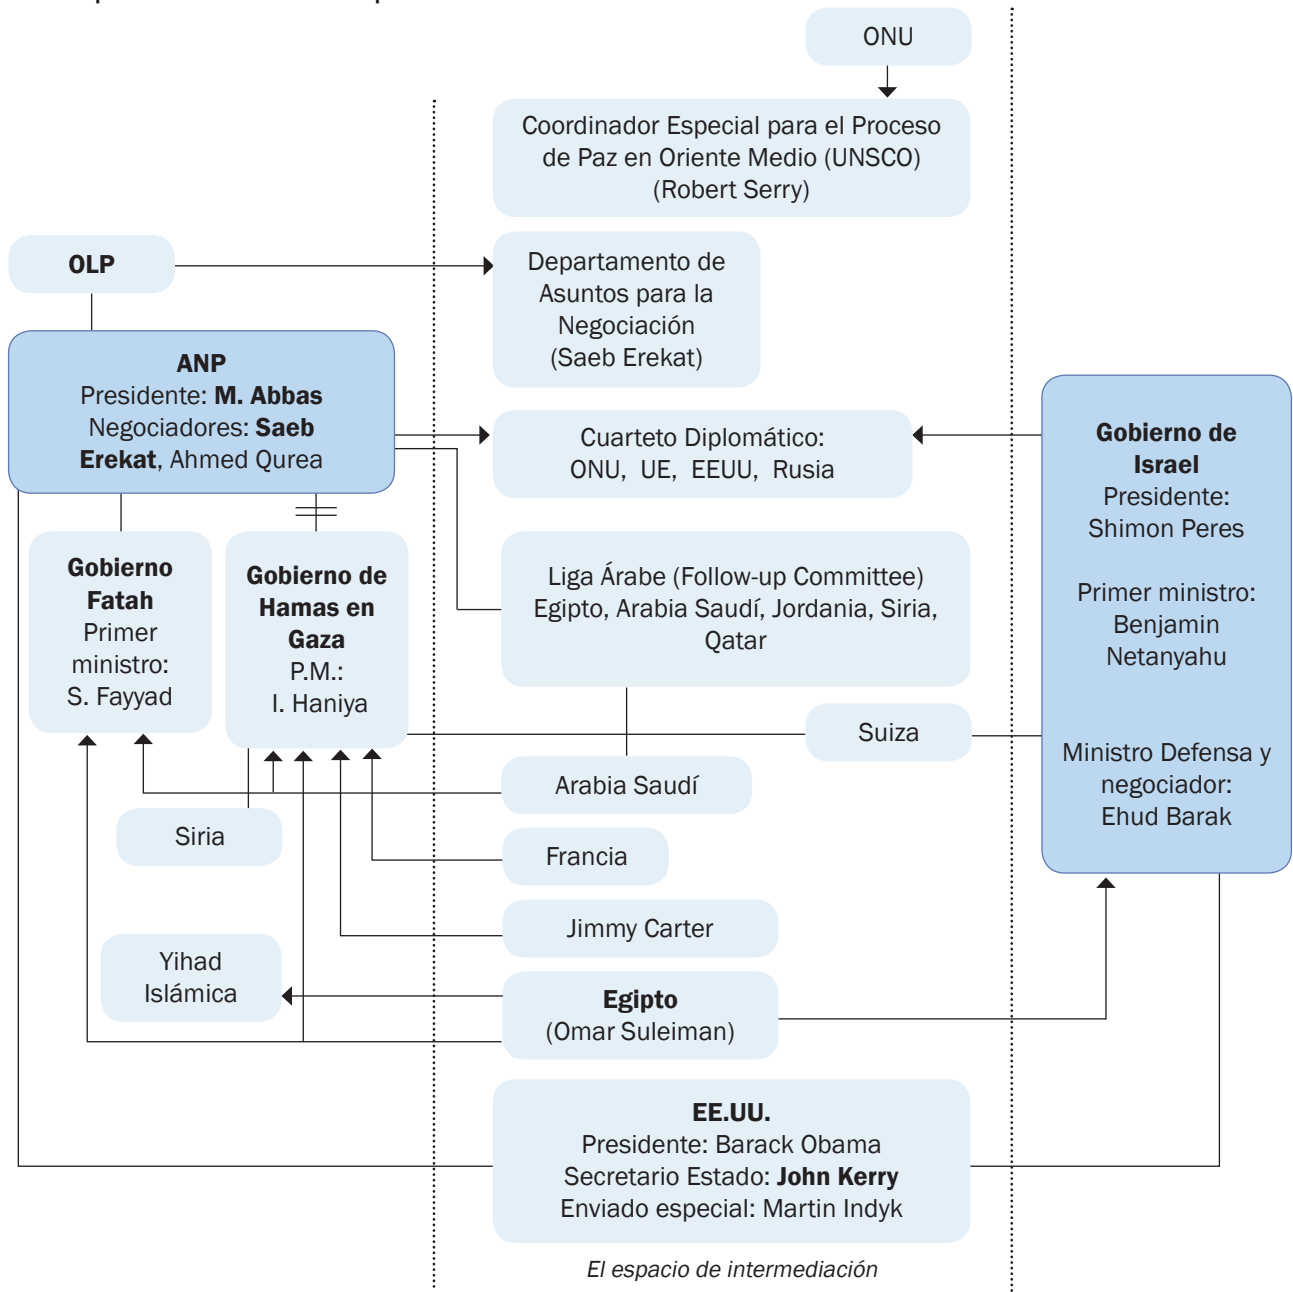 ONU
Coordinador Especial para el Proceso
de Paz en Oriente Medio (UNSCO)
(Robert Serry)
OLP
Departamento de
Asuntos para la
Negociación
(Saeb Erekat)
ANP
Presidente: M. Abbas
Negociadores: Saeb
Erekat, Ahmed Qurea
Cuarteto Diplomático:
ONU, UE, EEUU, Rusia
Gobierno de
Israel
Presidente:
Shimon Peres
Primer ministro:
Benjamin
Netanyahu
Ministro Defensa y
negociador:
Ehud Barak
Gobierno
Fatah
Primer
ministro:
S. Fayyad
Gobierno de
Hamas en
Gaza
P.M.:
I. Haniya
Liga Árabe (Follow-up Committee)
Egipto, Arabia Saudí, Jordania, Siria,
Qatar
Suiza
Arabia Saudí
Siria
Francia
Jimmy Carter
Yihad
Islámica
Egipto
(Omar Suleiman)
EE.UU.
Presidente: Barack Obama
Secretario Estado: John Kerry
Enviado especial: Martin Indyk
El espacio de intermediación